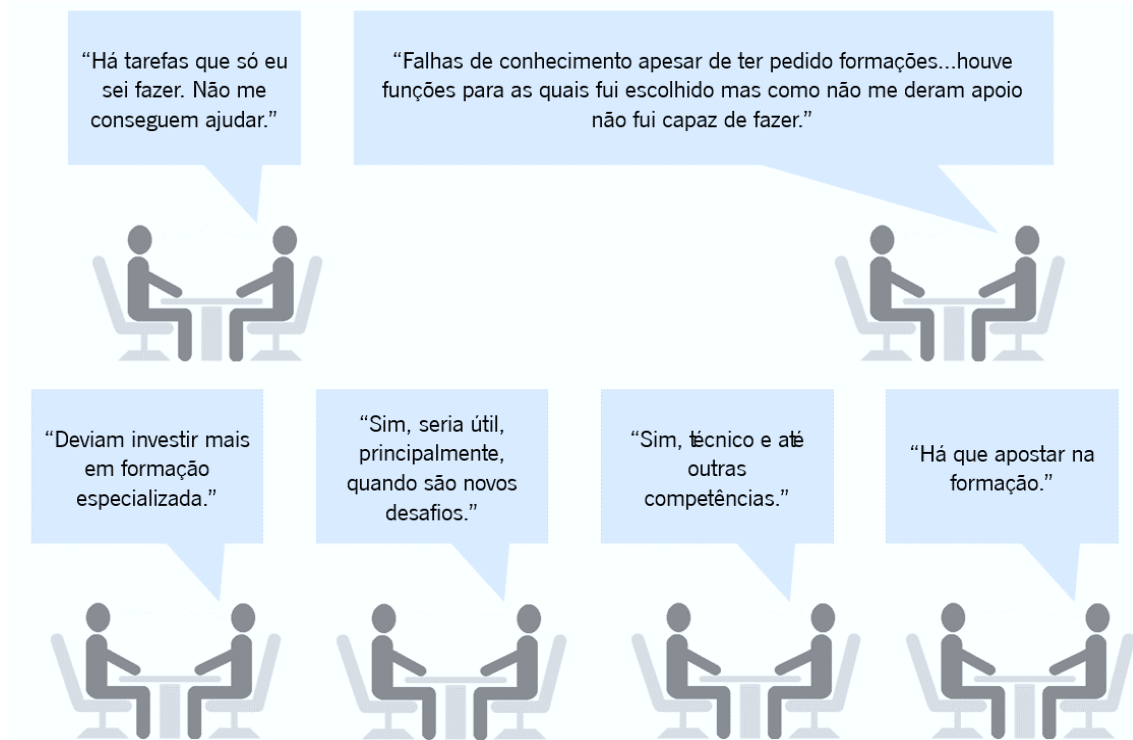 “Há tarefas que só eu
sei fazer. Não me
conseguem ajudar.”
“Falhas de conhecimento apesar de ter pedido formações...houve
funções para as quais fui escolhido mas como não me deram apoio
não fui capaz de fazer.”
“Deviam investir mais
em formação
especializada.”
“Sim, seria útil,
principalmente,
quando são novos
desafios.”
“Sim, técnico e até
outras
competências.”
“Há que apostar na
formação.”